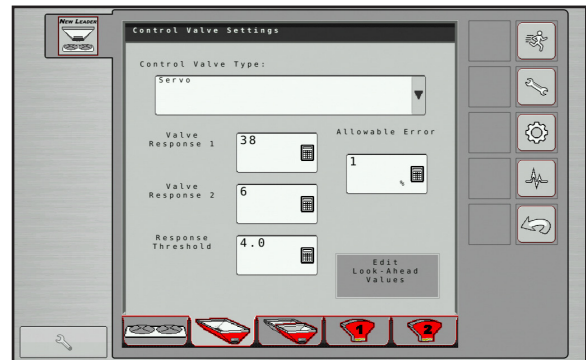 New Leader
Control Valve Settings
Control Valve Type:
Servo
Valve
Response 1
38
Allowable Error
1
%
Valve
Response 2
6
Response
Threshold
4.0
Edit
Look-Ahead
Values
1
2